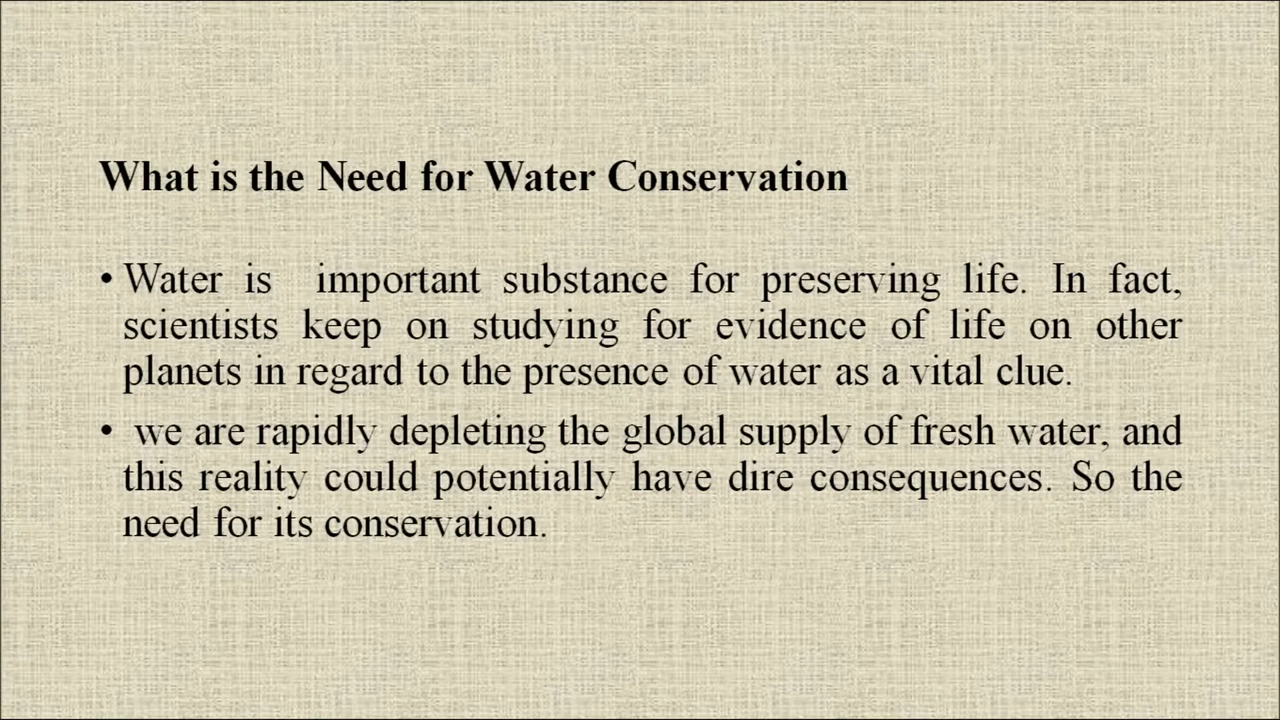 What is the Need for Water Conservation
• Water is  important substance for preserving life. In fact,
scientists keep on studying for evidence of life on other
planets in regard to the presence of water as a vital clue.
•  we are rapidly depleting the global supply of fresh water, and
this reality could potentially have dire consequences. So the
need for its conservation.